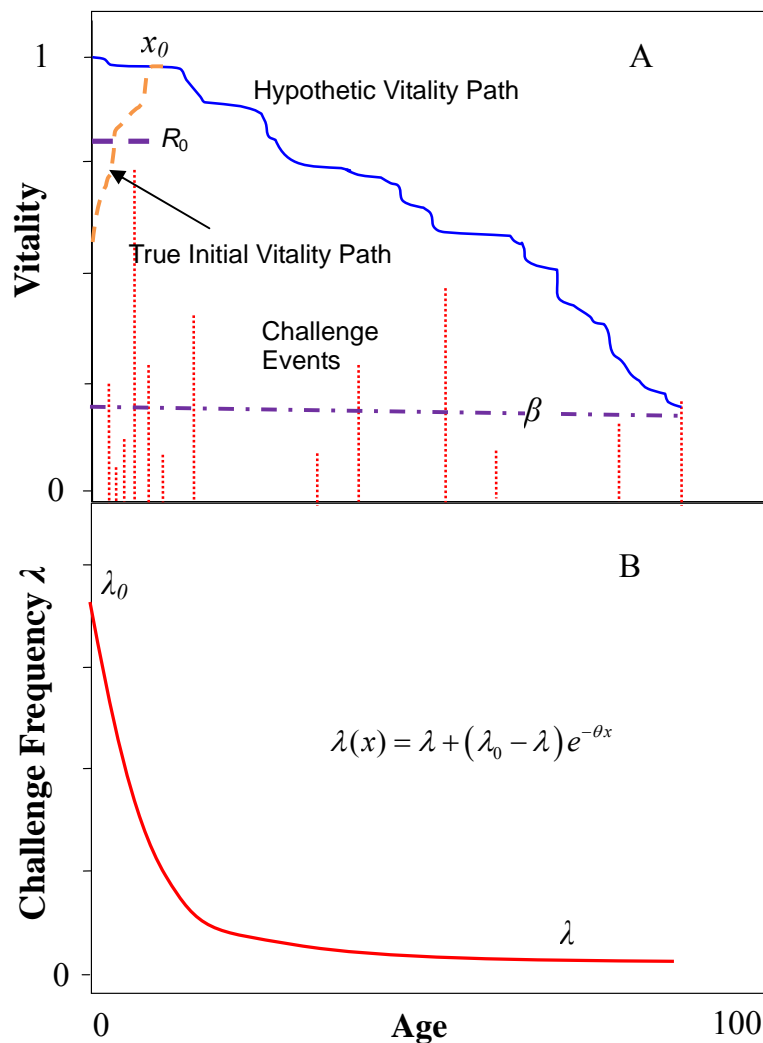 A
1
x₀
Hypothetic Vitality Path
R₀
True Initial Vitality Path
Vitality
Challenge
Events
β
0
B
λ₀
Challenge Frequency λ
λ(x) = λ + (λ₀ − λ) e^{−θx}
λ
0
0
Age
100